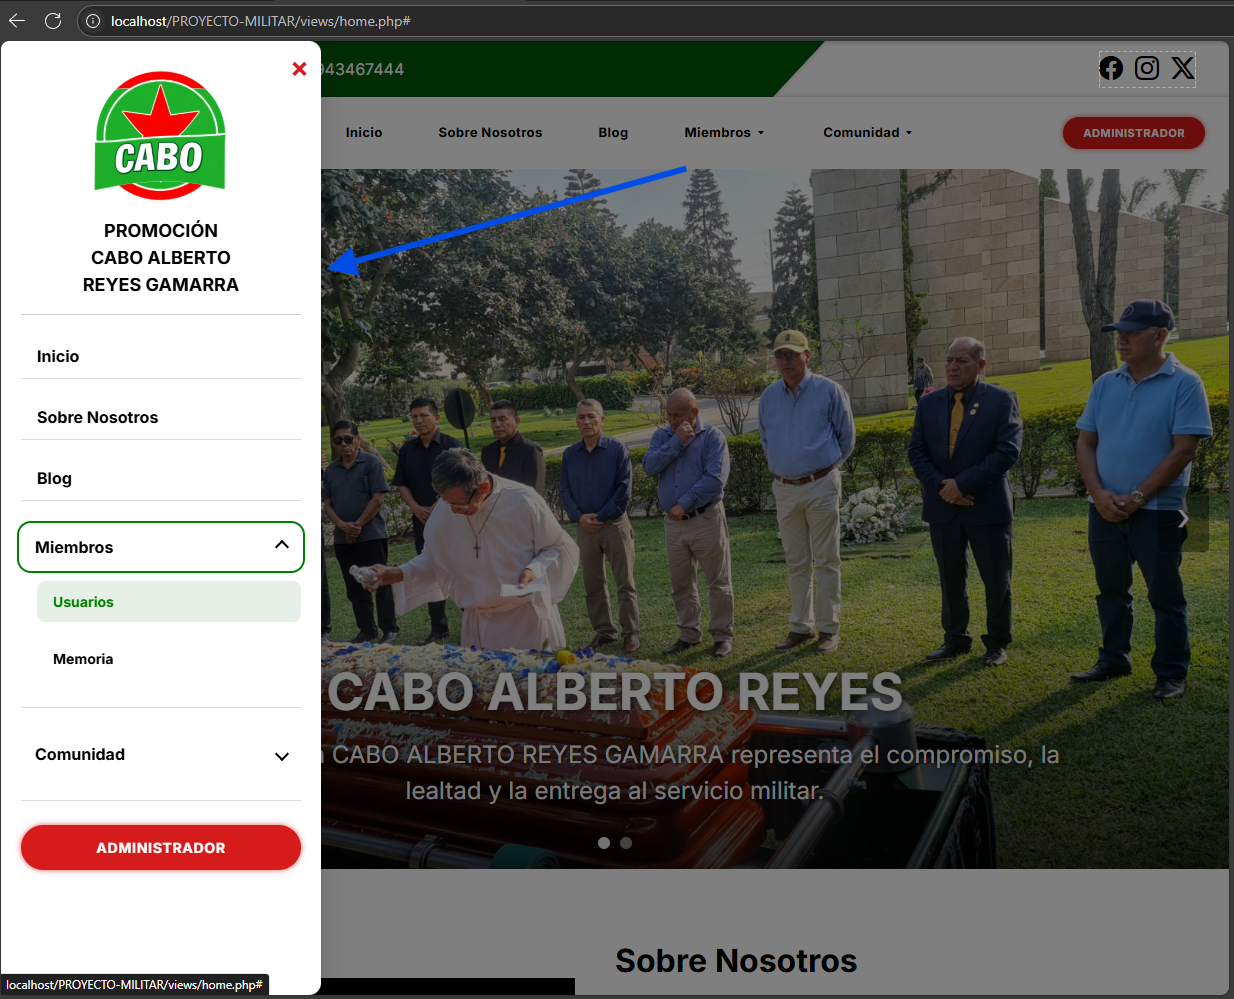 localhost/PROYECTO-MILITAR/views/home.php#
943467444
CABO
PROMOCIÓN
CABO ALBERTO
REYES GAMARRA
Inicio
Sobre Nosotros
Blog
Miembros
Usuarios
Memoria
Comunidad
ADMINISTRADOR
Inicio
Sobre Nosotros
Blog
Miembros
Comunidad
ADMINISTRADOR
CABO ALBERTO REYES
CABO ALBERTO REYES GAMARRA representa el compromiso, la
lealtad y la entrega al servicio militar.
Sobre Nosotros
localhost/PROYECTO-MILITAR/views/home.php#